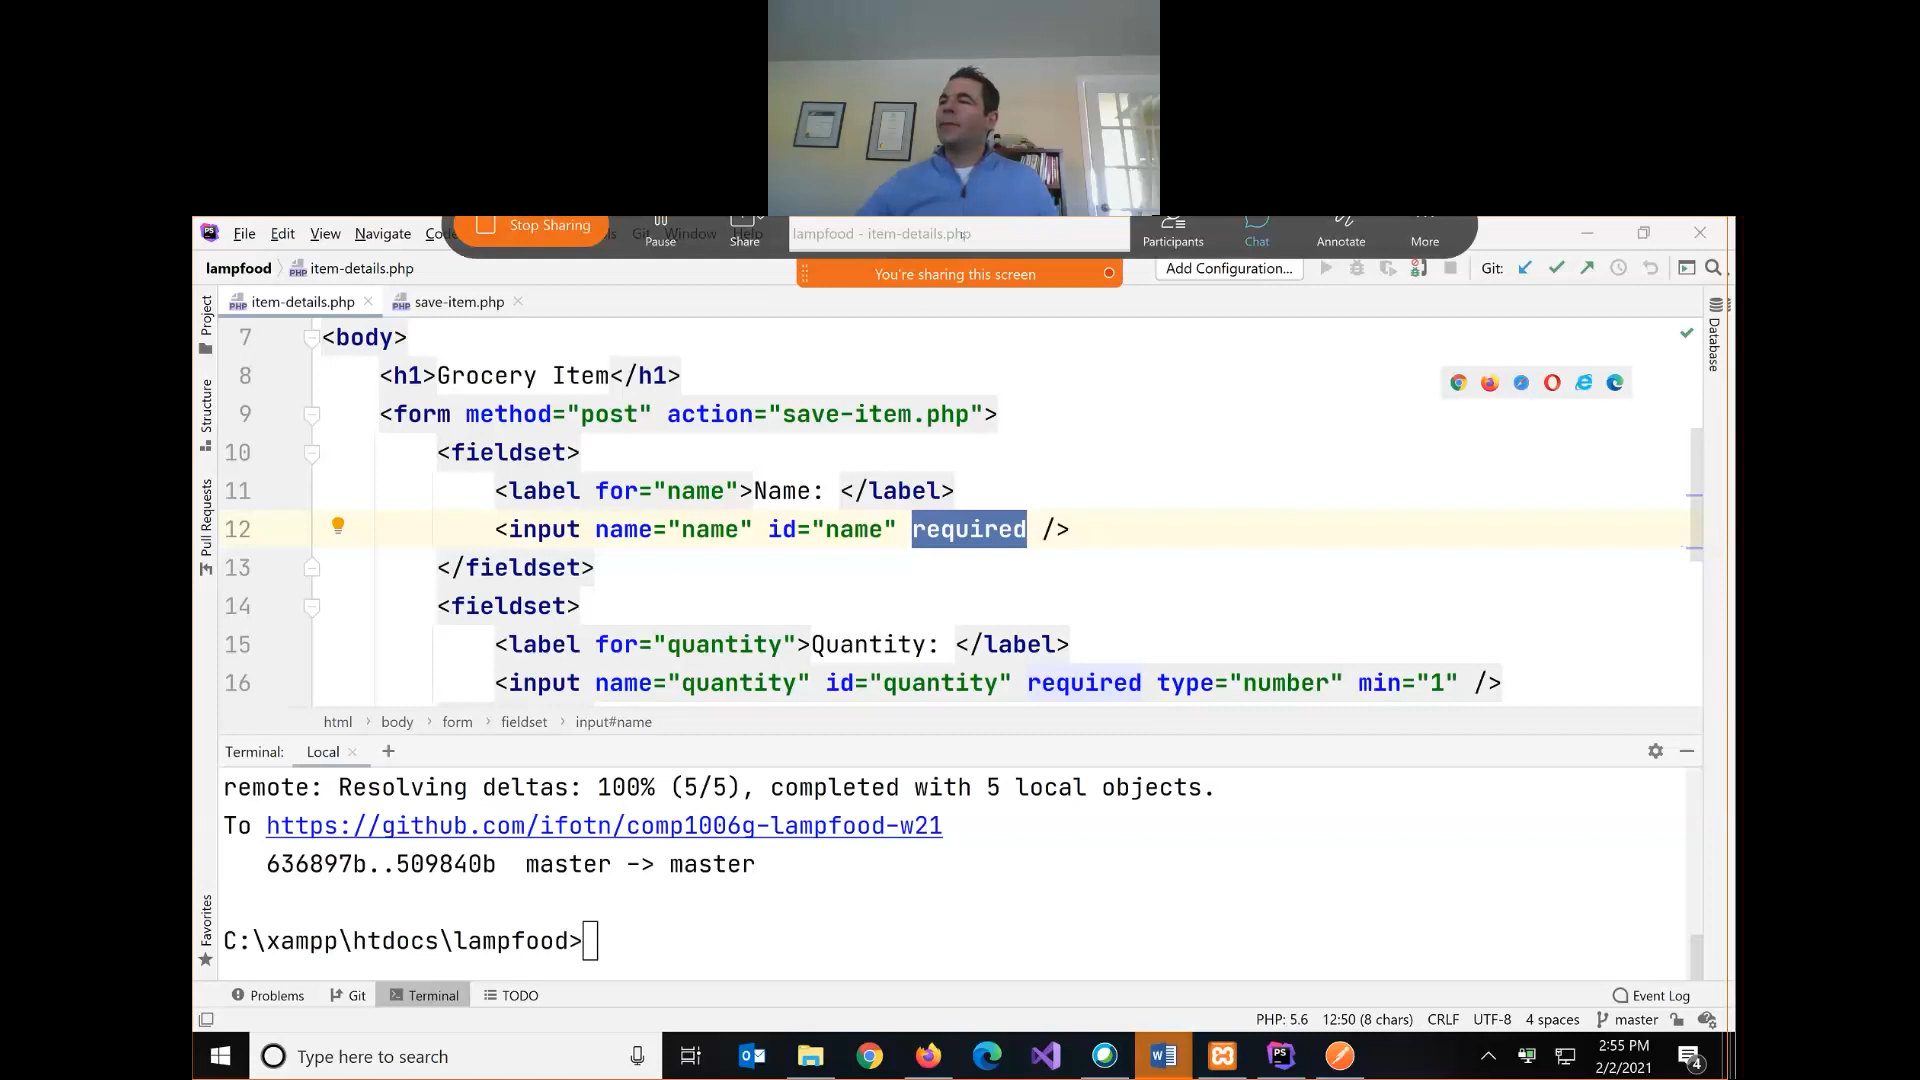 Stop Sharing
Pause
Share
Participants
Chat
Annotate
More
File Edit View Navigate
Git Window Help
lampfood - item-details.php
You're sharing this screen
lampfood item-details.php
Add Configuration...
Git:
item-details.php
save-item.php
Project
Structure
Pull Requests
Favorites
Database
7 <body>
8 <h1>Grocery Item</h1>
9 <form method="post" action="save-item.php">
10 <fieldset>
11 <label for="name">Name: </label>
12 <input name="name" id="name" required />
13 </fieldset>
14 <fieldset>
15 <label for="quantity">Quantity: </label>
16 <input name="quantity" id="quantity" required type="number" min="1" />
html body form fieldset input#name
Terminal: Local
remote: Resolving deltas: 100% (5/5), completed with 5 local objects.
To https://github.com/ifotn/comp1006g-lampfood-w21
636897b..509840b master -> master
C:\xampp\htdocs\lampfood>
Problems Git Terminal TODO
Event Log
PHP: 5.6 12:50 (8 chars) CRLF UTF-8 4 spaces master
Type here to search
2:55 PM
2/2/2021
4